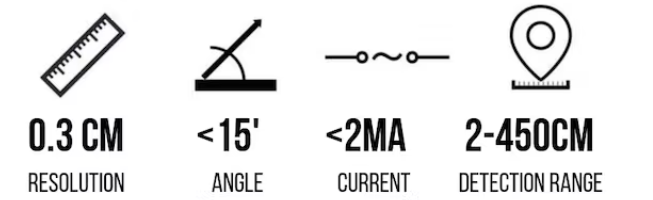 0.3 CM <15' <2MA 2-450CM
RESOLUTION ANGLE CURRENT DETECTION RANGE